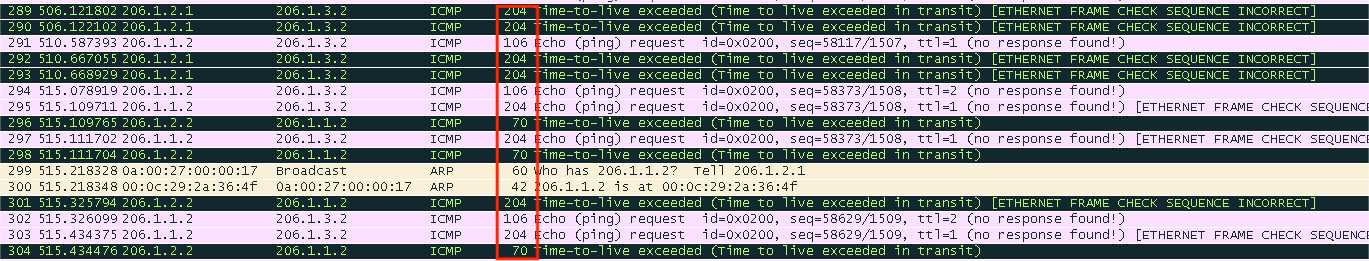 289 506.121802 206.1.2.1 206.1.3.2 ICMP 204 Time-to-live exceeded (Time to live exceeded in transit) [ETHERNET FRAME CHECK SEQUENCE INCORRECT]
290 506.122102 206.1.2.1 206.1.3.2 ICMP 204 Time-to-live exceeded (Time to live exceeded in transit) [ETHERNET FRAME CHECK SEQUENCE INCORRECT]
291 510.587393 206.1.1.2 206.1.3.2 ICMP 106 Echo (ping) request id=0x0200, seq=58117/1507, ttl=1 (no response found!)
292 510.667055 206.1.2.1 206.1.3.2 ICMP 204 Time-to-live exceeded (Time to live exceeded in transit) [ETHERNET FRAME CHECK SEQUENCE INCORRECT]
293 510.668929 206.1.2.1 206.1.3.2 ICMP 204 Time-to-live exceeded (Time to live exceeded in transit) [ETHERNET FRAME CHECK SEQUENCE INCORRECT]
294 515.078919 206.1.1.2 206.1.3.2 ICMP 106 Echo (ping) request id=0x0200, seq=58373/1508, ttl=2 (no response found!)
295 515.109711 206.1.1.2 206.1.3.2 ICMP 204 Echo (ping) request id=0x0200, seq=58373/1508, ttl=1 (no response found!) [ETHERNET FRAME CHECK SEQUENCE
296 515.109765 206.1.2.2 206.1.1.2 ICMP 70 Time-to-live exceeded (Time to live exceeded in transit)
297 515.111702 206.1.1.2 206.1.3.2 ICMP 204 Echo (ping) request id=0x0200, seq=58373/1508, ttl=1 (no response found!) [ETHERNET FRAME CHECK SEQUENCE
298 515.111704 206.1.2.2 206.1.1.2 ICMP 70 Time-to-live exceeded (Time to live exceeded in transit)
299 515.218328 0a:00:27:00:00:17 Broadcast ARP 60 Who has 206.1.1.2? Tell 206.1.2.1
300 515.218348 00:0c:29:2a:36:4f 0a:00:27:00:00:17 ARP 42 206.1.1.2 is at 00:0c:29:2a:36:4f
301 515.325794 206.1.2.1 206.1.1.2 ICMP 204 Time-to-live exceeded (Time to live exceeded in transit) [ETHERNET FRAME CHECK SEQUENCE INCORRECT]
302 515.326099 206.1.1.2 206.1.3.2 ICMP 106 Echo (ping) request id=0x0200, seq=58629/1509, ttl=2 (no response found!)
303 515.434375 206.1.1.2 206.1.3.2 ICMP 204 Echo (ping) request id=0x0200, seq=58629/1509, ttl=1 (no response found!) [ETHERNET FRAME CHECK SEQUENCE
304 515.434476 206.1.2.2 206.1.1.2 ICMP 70 Time-to-live exceeded (Time to live exceeded in transit)